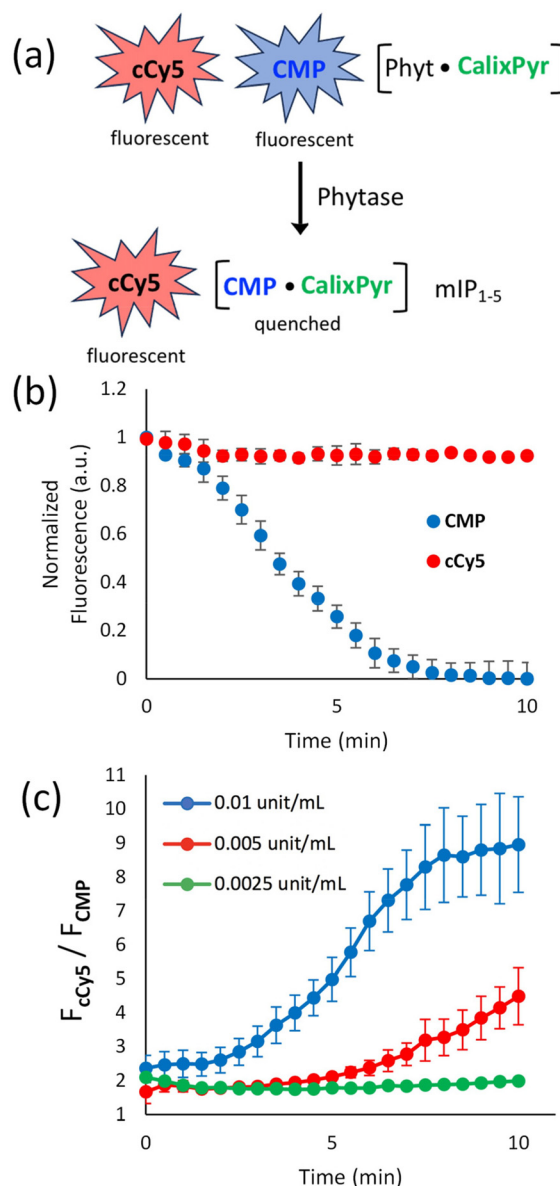 (a)
cCy5
CMP
[Phyt • CalixPyr]
fluorescent
fluorescent
Phytase
cCy5
[CMP • CalixPyr]
mIP1-5
quenched
fluorescent
(b)
1.2
1
0.8
0.6
0.4
0.2
0
Normalized
Fluorescence (a.u.)
CMP
cCy5
0
5
10
Time (min)
(c)
11
10
9
8
7
6
5
4
3
2
1
FcCy5 / FCMP
0.01 unit/mL
0.005 unit/mL
0.0025 unit/mL
0
5
10
Time (min)